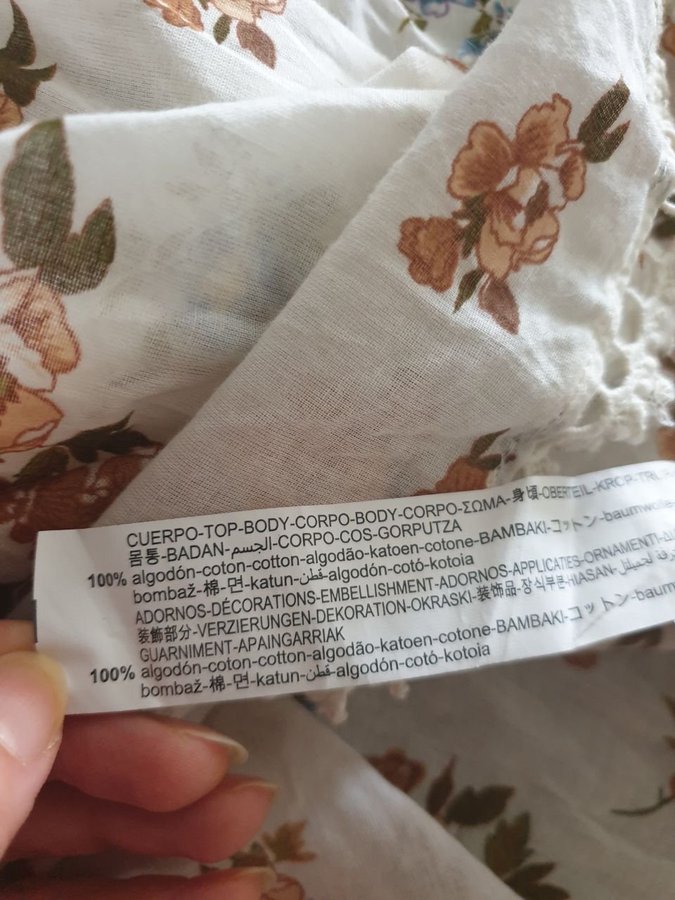 CUERPO-TOP-BODY-CORPO-BODY-CORPO-ΣΩΜΑ-身頃-OBERTEIL-KROP-TRUP
몸통-BADAN-الجسم-CORPO-COS-GORPUTZA
100% algodón-coton-cotton-algodão-katoen-cotone-BAMBAKI-コットン-baumwolle
bombaž-棉-면-katun-قطن-algodón-cotó-kotoia
ADORNOS-DÉCORATIONS-EMBELLISHMENT-ADORNOS-APPLICATIES-ORNAMENTI-
装飾部分-VERZIERUNGEN-DEKORATION-OKRASKI-装饰品-장식부분-HIASAN-
GUARNIMENT-APAINGARRIAK
100% algodón-coton-cotton-algodão-katoen-cotone-BAMBAKI-コットン-baum
bombaž-棉-면-katun-قطن-algodón-cotó-kotoia